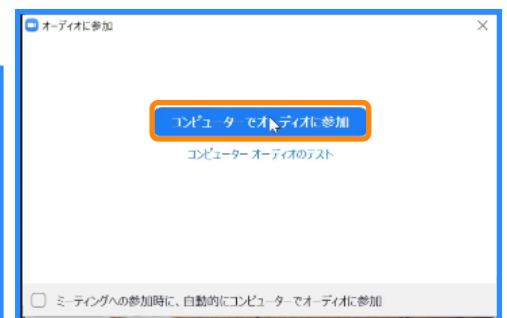 オーディオに参加
コンピューターでオーディオに参加
コンピューター オーディオのテスト
ミーティングへの参加時に、自動的にコンピューターでオーディオに参加